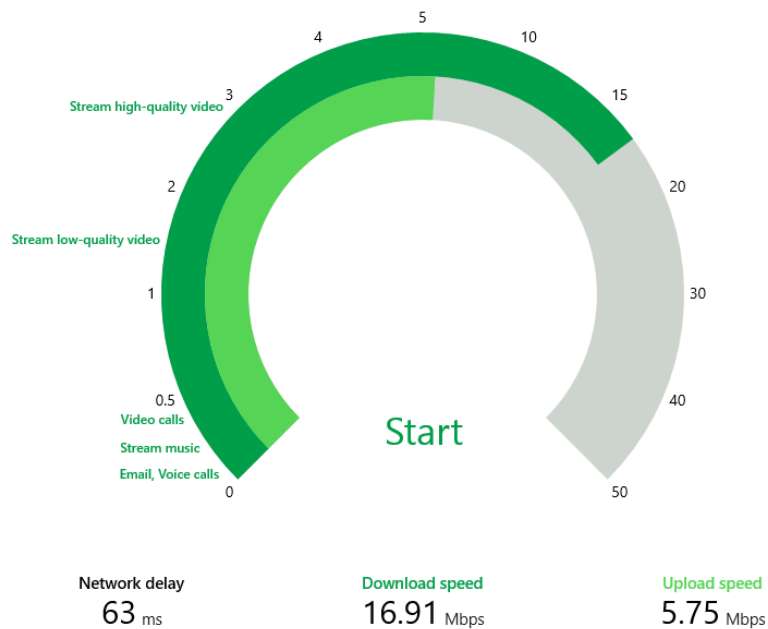 5
4
10
3
15
Stream high-quality video
2
20
Stream low-quality video
1
30
0.5
40
Video calls
Start
Stream music
Email, Voice calls
0
50
Network delay
63 ms
Download speed
16.91 Mbps
Upload speed
5.75 Mbps